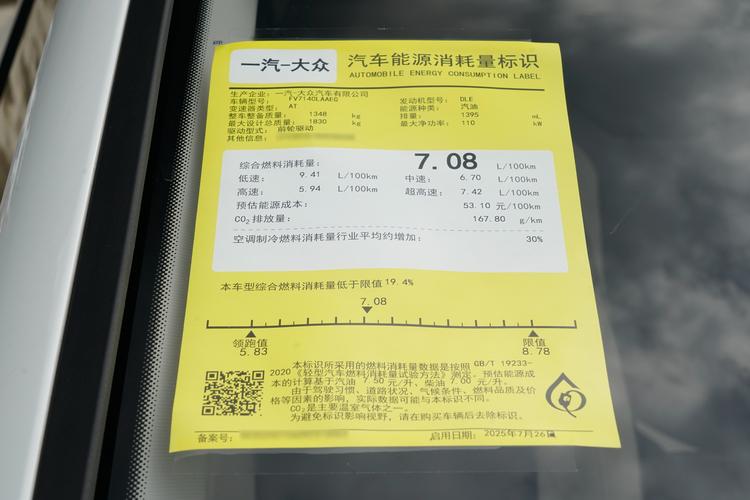 一汽-大众
汽车能源消耗量标识
AUTOMOBILE ENERGY CONSUMPTION LABEL
生产企业: 一汽-大众汽车有限公司
车辆型号: FV7140LAAEG 发动机型号: DLE
变速器类型: AT 能源种类: 汽油
整车整备质量: 1348 kg 排量: 1395 mL
最大设计总质量: 1830 kg 最大净功率: 110 kW
驱动型式: 前轮驱动
其他信息:
综合燃料消耗量: 7.08 L/100km
低速: 9.41 L/100km 中速: 6.70 L/100km
高速: 5.94 L/100km 超高速: 7.42 L/100km
预估能源成本: 53.10 元/100km
CO2 排放量: 167.80 g/km
空调制冷燃料消耗量行业平均约增加: 30%
本车型综合燃料消耗量低于限值 19.4%
7.08
领跑值 限值
5.83 8.78
本标识所采用的燃料消耗量数据是按照 GB/T 19233-
2020《轻型汽车燃料消耗量试验方法》测定。预估能源成
本的计算基于汽油 7.50 元/升、柴油 7.00 元/升。
由于驾驶习惯、道路状况、气候条件、燃料品质及价
格等因素的影响，实际数据可能与本标识不同。
CO2是主要温室气体之一。
为避免标识影响视野，请在购买车辆后去除标识。
备案号: 启用日期: 2025年7月26